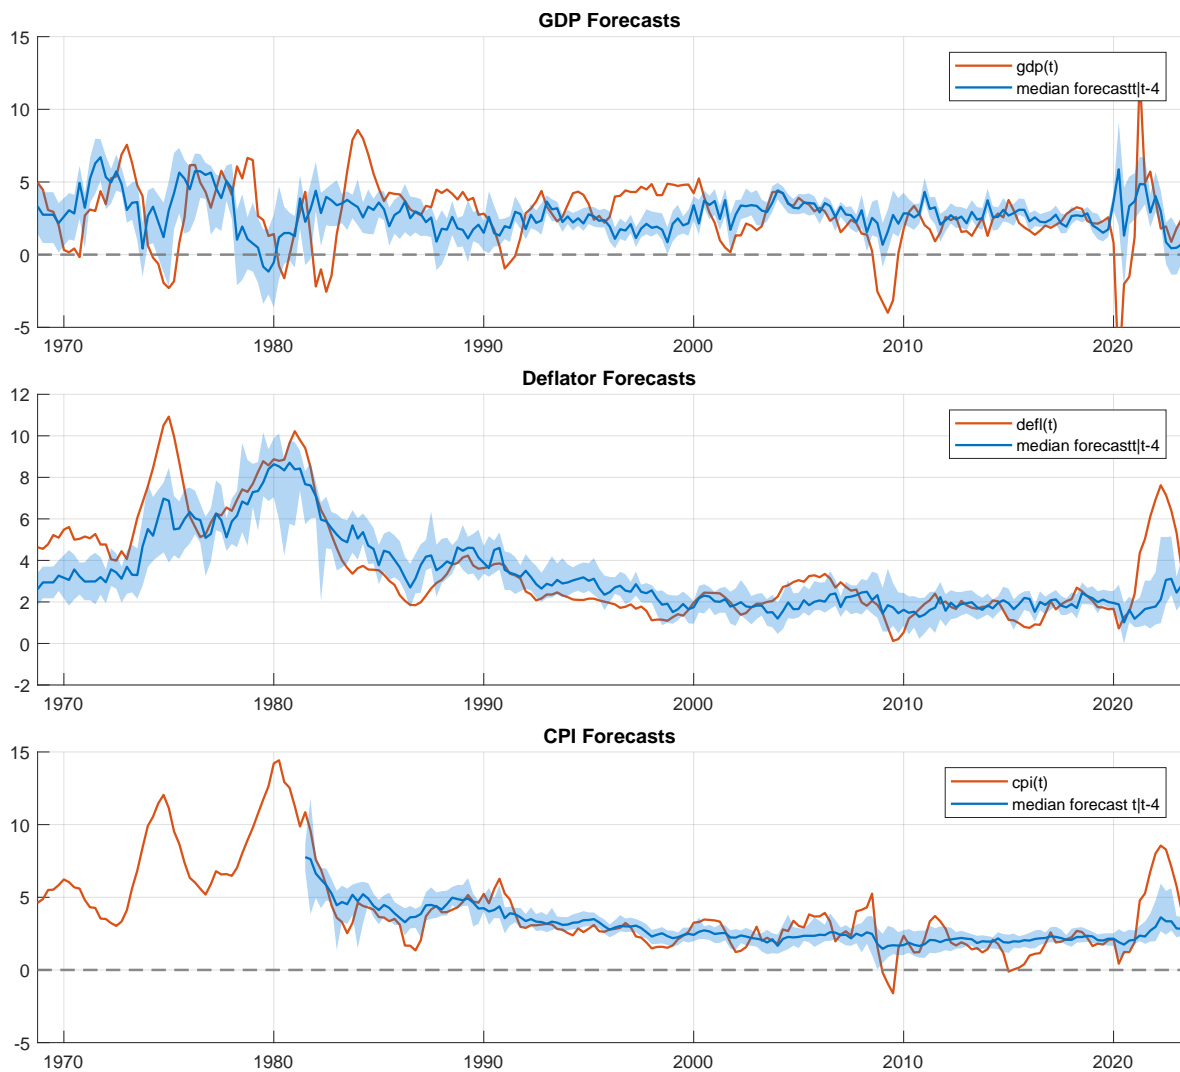 GDP Forecasts
15
10
5
0
-5
gdp(t)
median forecastt|t-4
1970 1980 1990 2000 2010 2020
Deflator Forecasts
12
10
8
6
4
2
0
-2
defl(t)
median forecastt|t-4
1970 1980 1990 2000 2010 2020
CPI Forecasts
15
10
5
0
-5
cpi(t)
median forecast t|t-4
1970 1980 1990 2000 2010 2020